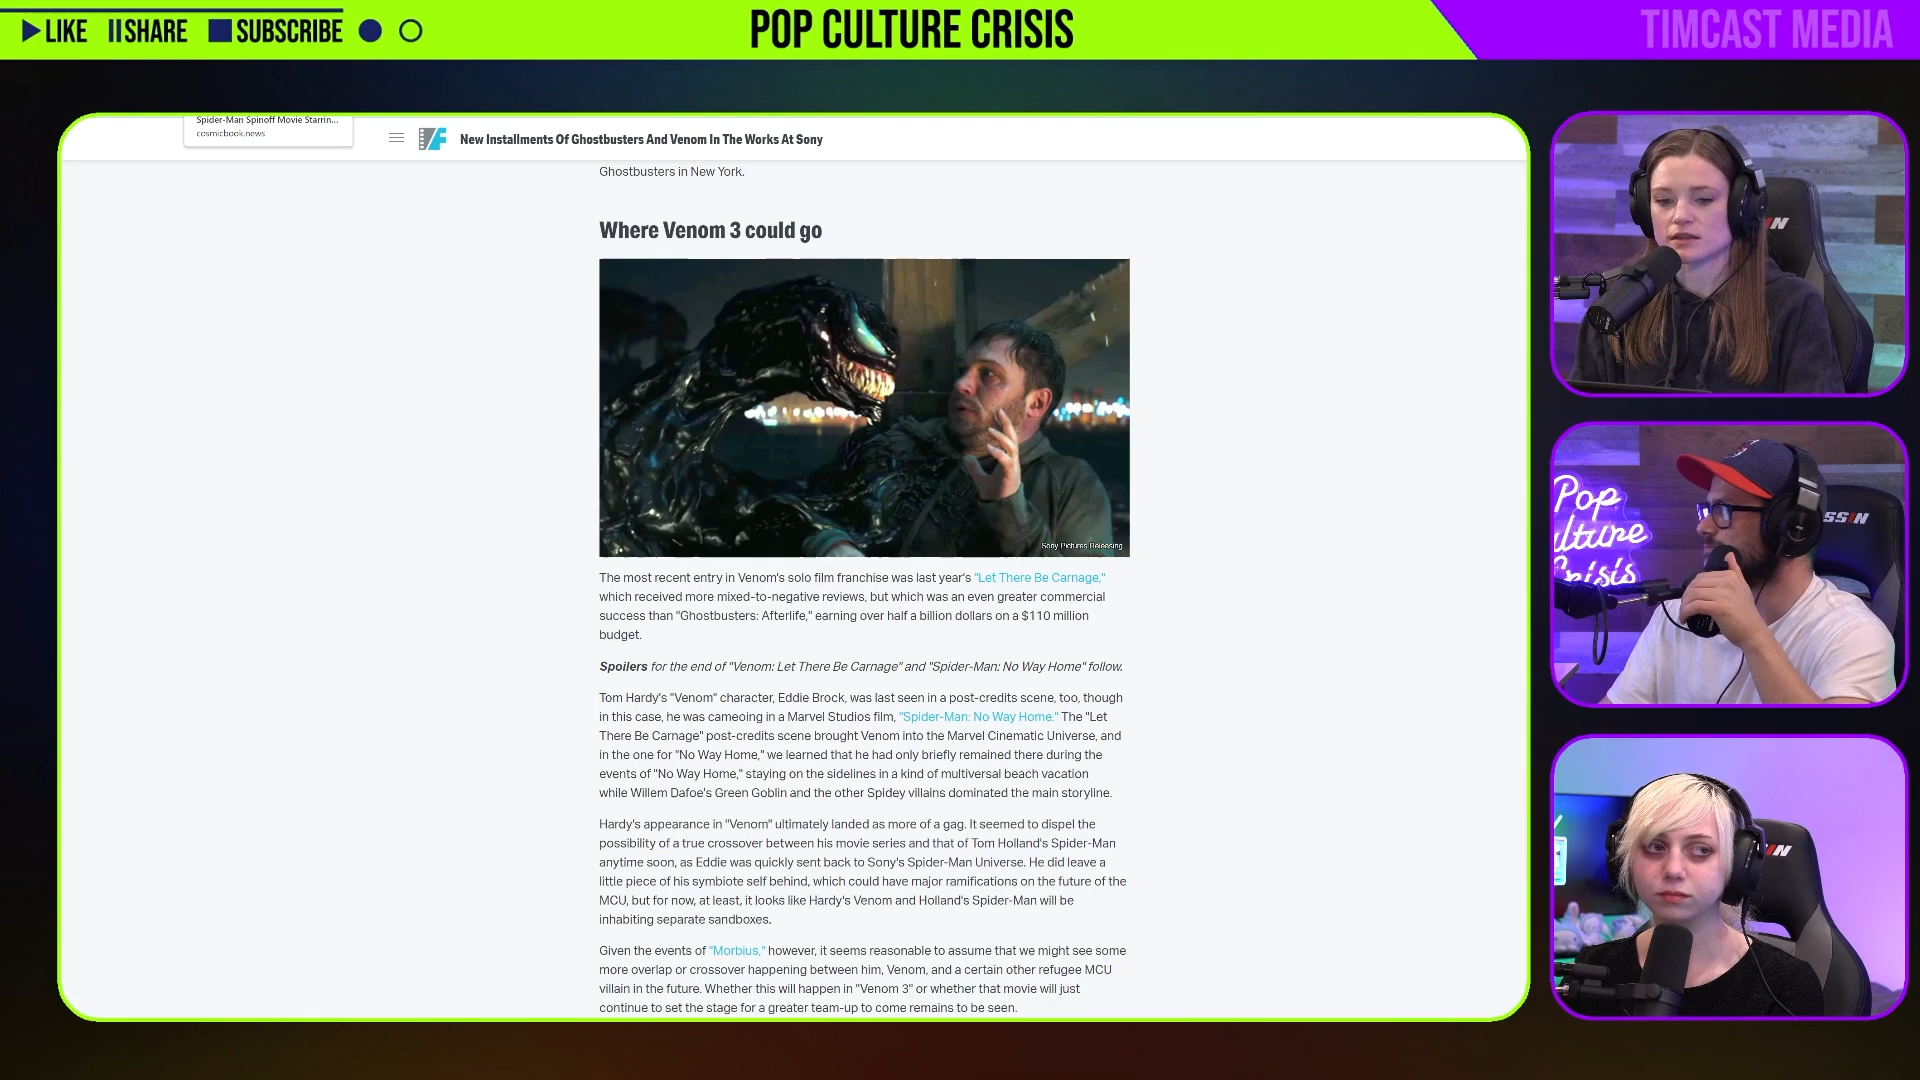 LIKE
SHARE
SUBSCRIBE
POP CULTURE CRISIS
TIMCAST MEDIA
Spider-Man Spinoff Movie Starrin...
cosmicbook.news
/F
New Installments Of Ghostbusters And Venom In The Works At Sony
Ghostbusters in New York.
Where Venom 3 could go
Sony Pictures Releasing
The most recent entry in Venom's solo film franchise was last year's "Let There Be Carnage,"
which received more mixed-to-negative reviews, but which was an even greater commercial
success than "Ghostbusters: Afterlife," earning over half a billion dollars on a $110 million
budget.
Spoilers for the end of "Venom: Let There Be Carnage" and "Spider-Man: No Way Home" follow.
Tom Hardy's "Venom" character, Eddie Brock, was last seen in a post-credits scene, too, though
in this case, he was cameoing in a Marvel Studios film, "Spider-Man: No Way Home." The "Let
There Be Carnage" post-credits scene brought Venom into the Marvel Cinematic Universe, and
in the one for "No Way Home," we learned that he had only briefly remained there during the
events of "No Way Home," staying on the sidelines in a kind of multiversal beach vacation
while Willem Dafoe's Green Goblin and the other Spidey villains dominated the main storyline.
Hardy's appearance in "Venom" ultimately landed as more of a gag. It seemed to dispel the
possibility of a true crossover between his movie series and that of Tom Holland's Spider-Man
anytime soon, as Eddie was quickly sent back to Sony's Spider-Man Universe. He did leave a
little piece of his symbiote self behind, which could have major ramifications on the future of the
MCU, but for now, at least, it looks like Hardy's Venom and Holland's Spider-Man will be
inhabiting separate sandboxes.
Given the events of "Morbius," however, it seems reasonable to assume that we might see some
more overlap or crossover happening between him, Venom, and a certain other refugee MCU
villain in the future. Whether this will happen in "Venom 3" or whether that movie will just
continue to set the stage for a greater team-up to come remains to be seen.
Pop
ulture
Crisis
SSIN